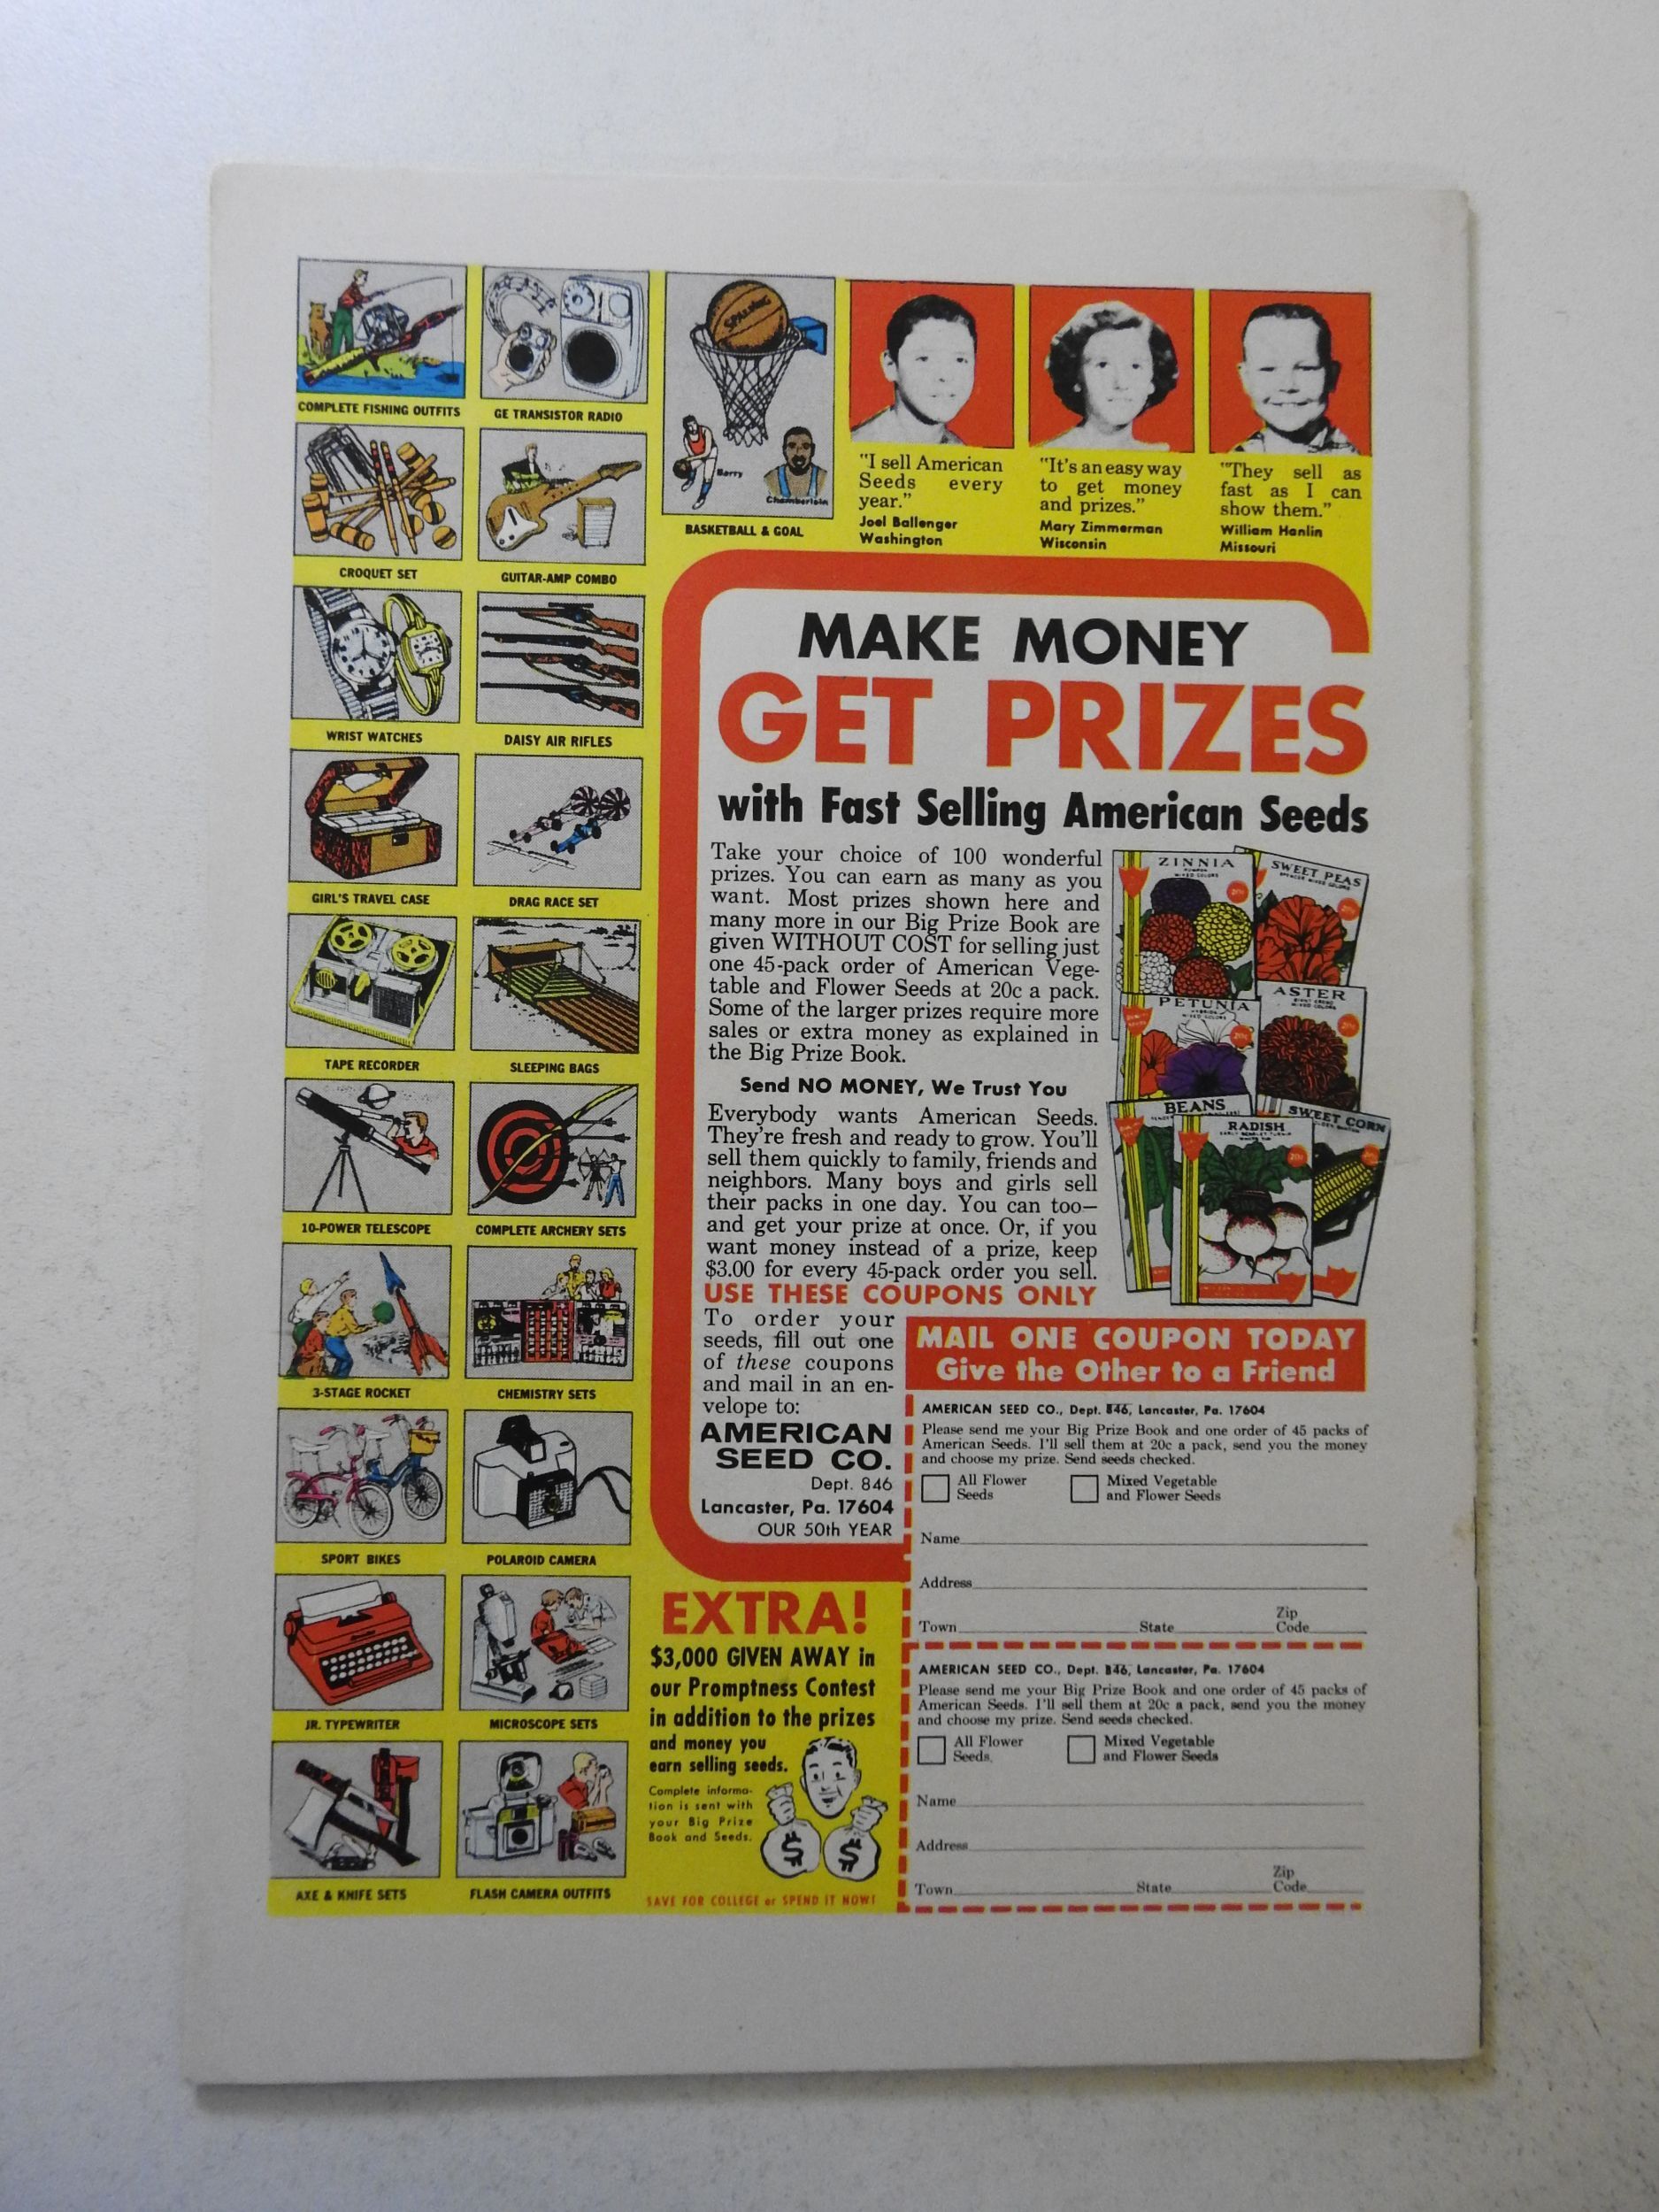 COMPLETE FISHING OUTFITS
GE TRANSISTOR RADIO
SPALDING
Barry
Chamberlain
BASKETBALL & GOAL
"I sell American
Seeds every
year."
Joel Ballenger
Washington
"It's an easy way
to get money
and prizes."
Mary Zimmerman
Wisconsin
"They sell as
fast as I can
show them."
William Hanlin
Missouri
CROQUET SET
GUITAR-AMP COMBO
WRIST WATCHES
DAISY AIR RIFLES
GIRL'S TRAVEL CASE
DRAG RACE SET
TAPE RECORDER
SLEEPING BAGS
10-POWER TELESCOPE
COMPLETE ARCHERY SETS
3-STAGE ROCKET
CHEMISTRY SETS
SPORT BIKES
POLAROID CAMERA
JR. TYPEWRITER
MICROSCOPE SETS
AXE & KNIFE SETS
FLASH CAMERA OUTFITS
MAKE MONEY
GET PRIZES
with Fast Selling American Seeds
Take your choice of 100 wonderful
prizes. You can earn as many as you
want. Most prizes shown here and
many more in our Big Prize Book are
given WITHOUT COST for selling just
one 45-pack order of American Vege-
table and Flower Seeds at 20c a pack.
Some of the larger prizes require more
sales or extra money as explained in
the Big Prize Book.
Send NO MONEY, We Trust You
Everybody wants American Seeds.
They're fresh and ready to grow. You'll
sell them quickly to family, friends and
neighbors. Many boys and girls sell
their packs in one day. You can too—
and get your prize at once. Or, if you
want money instead of a prize, keep
$3.00 for every 45-pack order you sell.
USE THESE COUPONS ONLY
To order your
seeds, fill out one
of these coupons
and mail in an en-
velope to:
AMERICAN
SEED CO.
Dept. 846
Lancaster, Pa. 17604
OUR 50th YEAR
ZINNIA
MIXED COLORS
20c
SWEET PEAS
SPENCER MIXED COLORS
20c
PETUNIA
MIXED COLORS
20c
ASTER
MIXED COLORS
20c
BEANS
RADISH
20c
SWEET CORN
20c
MAIL ONE COUPON TODAY
Give the Other to a Friend
AMERICAN SEED CO., Dept. 846, Lancaster, Pa. 17604
Please send me your Big Prize Book and one order of 45 packs of
American Seeds. I'll sell them at 20c a pack, send you the money
and choose my prize. Send seeds checked.
All Flower
Seeds
Mixed Vegetable
and Flower Seeds
Name
Address
Town State Zip Code
AMERICAN SEED CO., Dept. 846, Lancaster, Pa. 17604
Please send me your Big Prize Book and one order of 45 packs of
American Seeds. I'll sell them at 20c a pack, send you the money
and choose my prize. Send seeds checked.
All Flower
Seeds
Mixed Vegetable
and Flower Seeds
Name
Address
Town State Zip Code
EXTRA!
$3,000 GIVEN AWAY in
our Promptness Contest
in addition to the prizes
and money you
earn selling seeds.
Complete informa-
tion is sent with
your Big Prize
Book and Seeds.
$ $
SAVE FOR COLLEGE or SPEND IT NOW!